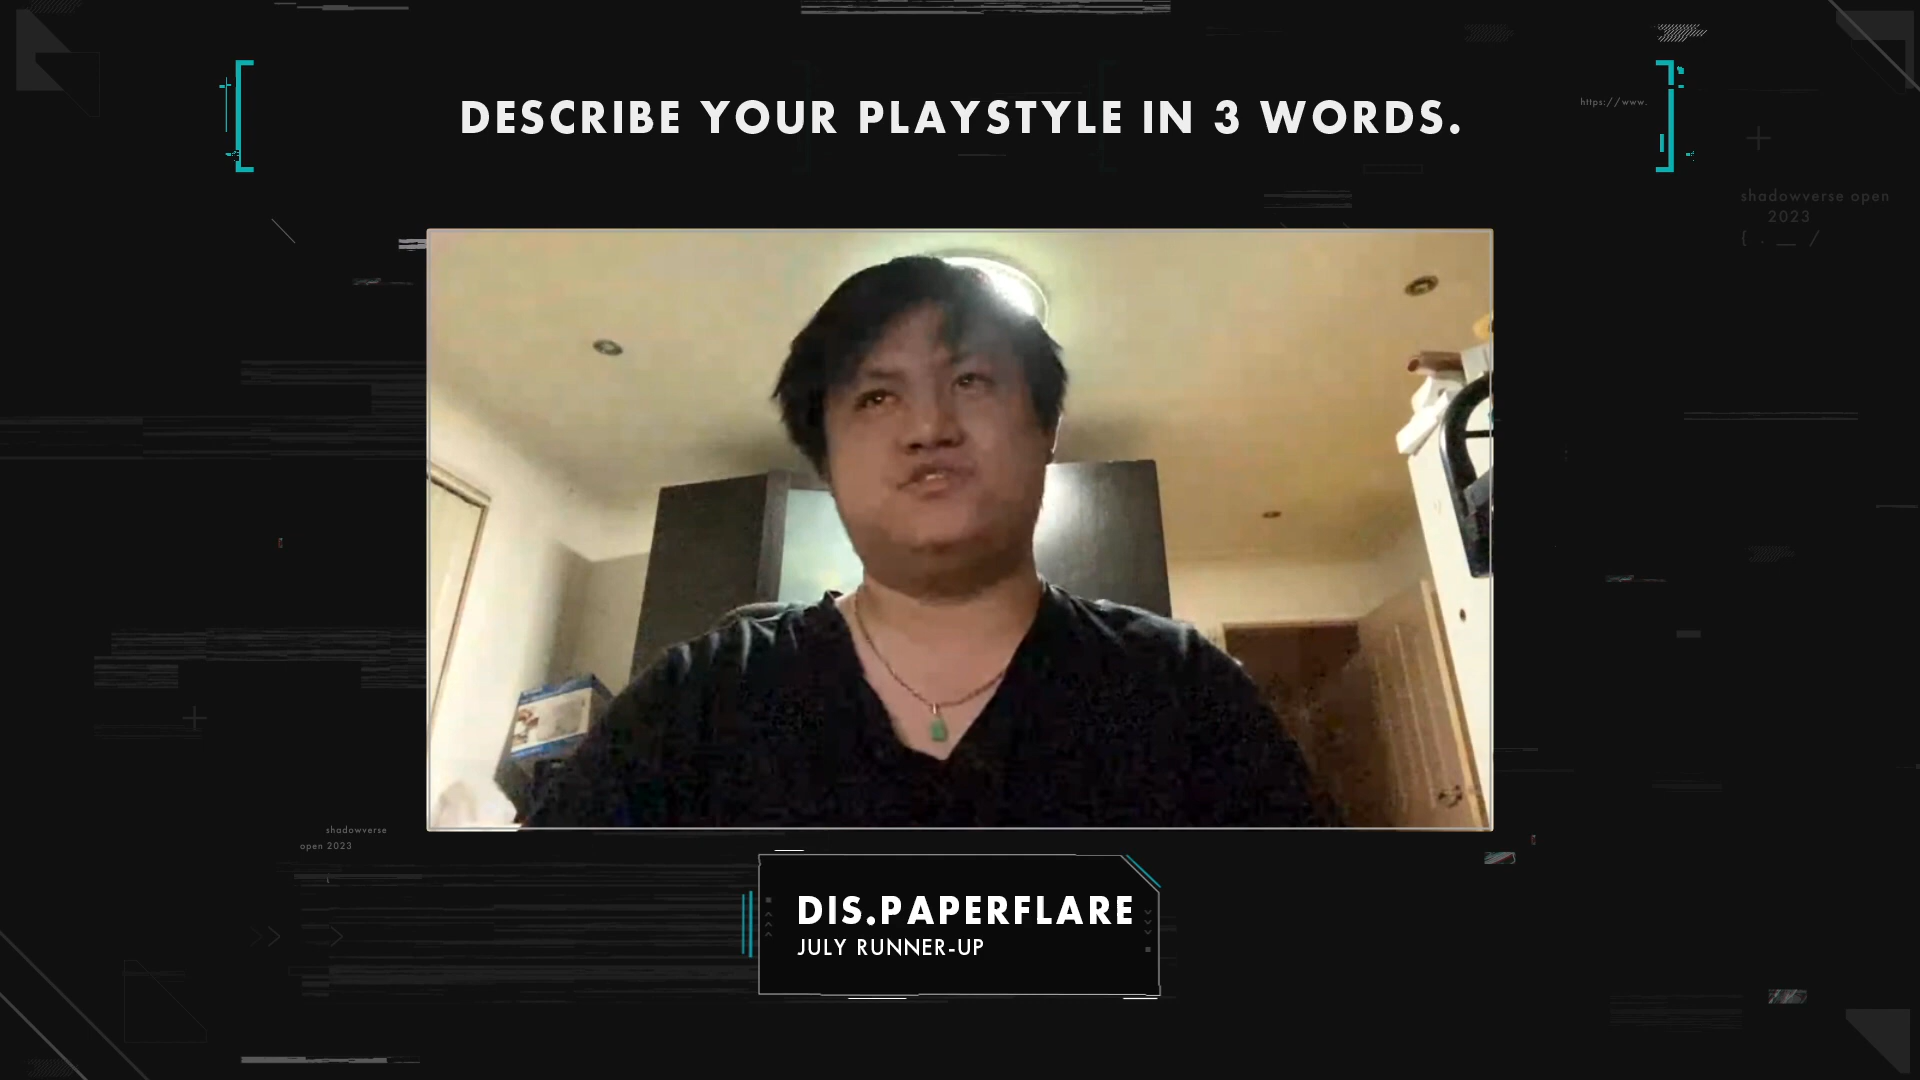 DESCRIBE YOUR PLAYSTYLE IN 3 WORDS.
https://www.
shadowverse open
2023
( . __ /
shadowverse
open 2023
DIS.PAPERFLARE
JULY RUNNER-UP